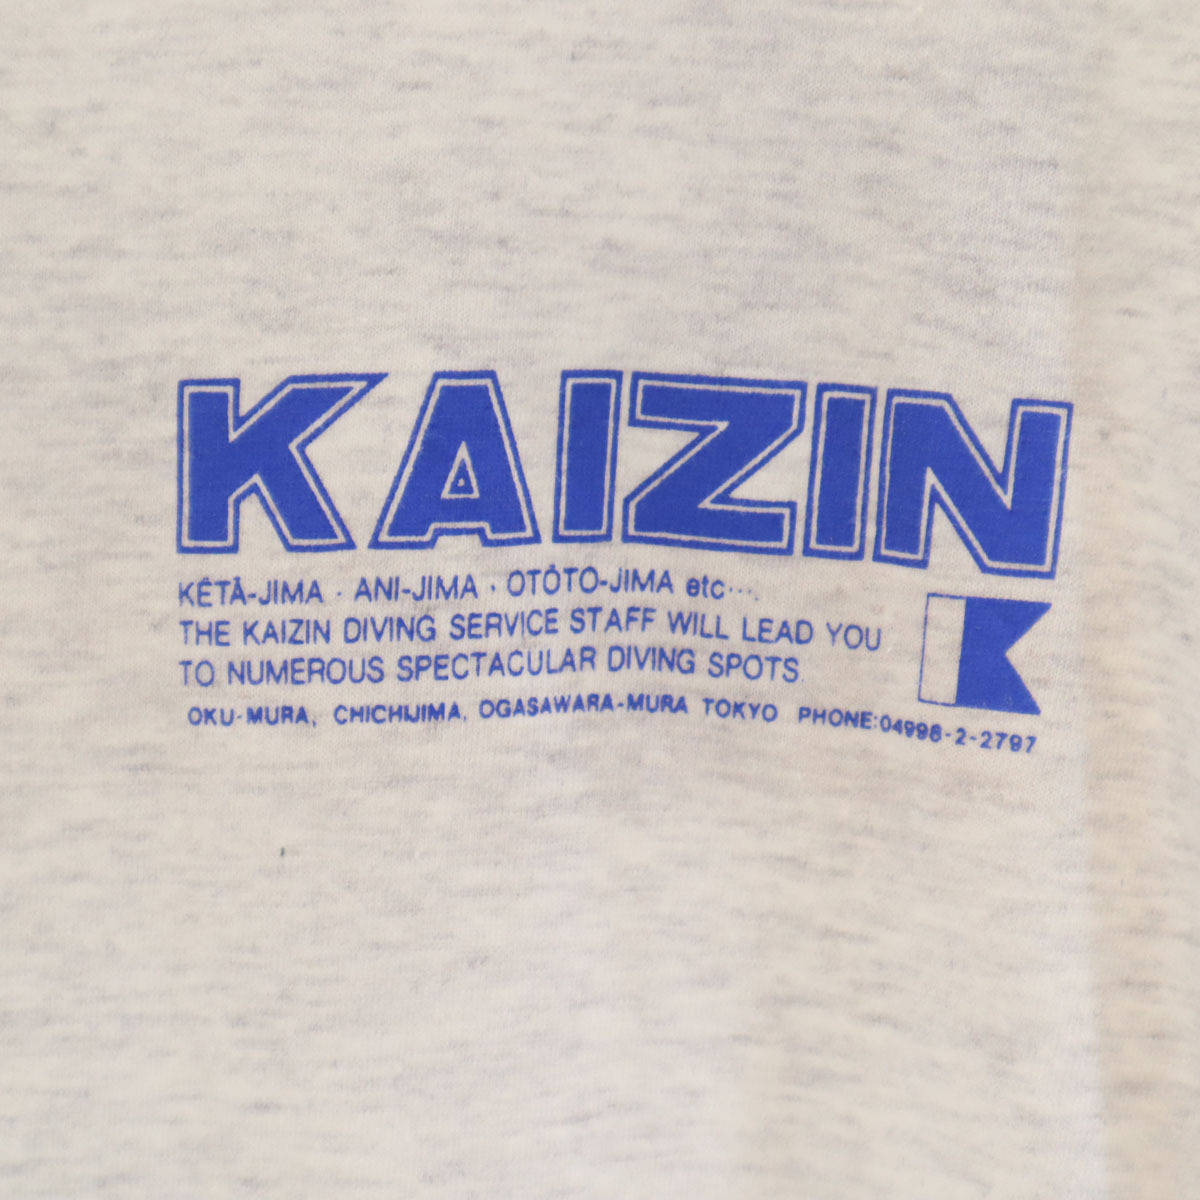 KAIZIN
KĒTĀ-JIMA · ANI-JIMA · OTŌTO-JIMA etc….
THE KAIZIN DIVING SERVICE STAFF WILL LEAD YOU
TO NUMEROUS SPECTACULAR DIVING SPOTS.
OKU-MURA, CHICHIJIMA, OGASAWARA-MURA TOKYO PHONE:04998-2-2797